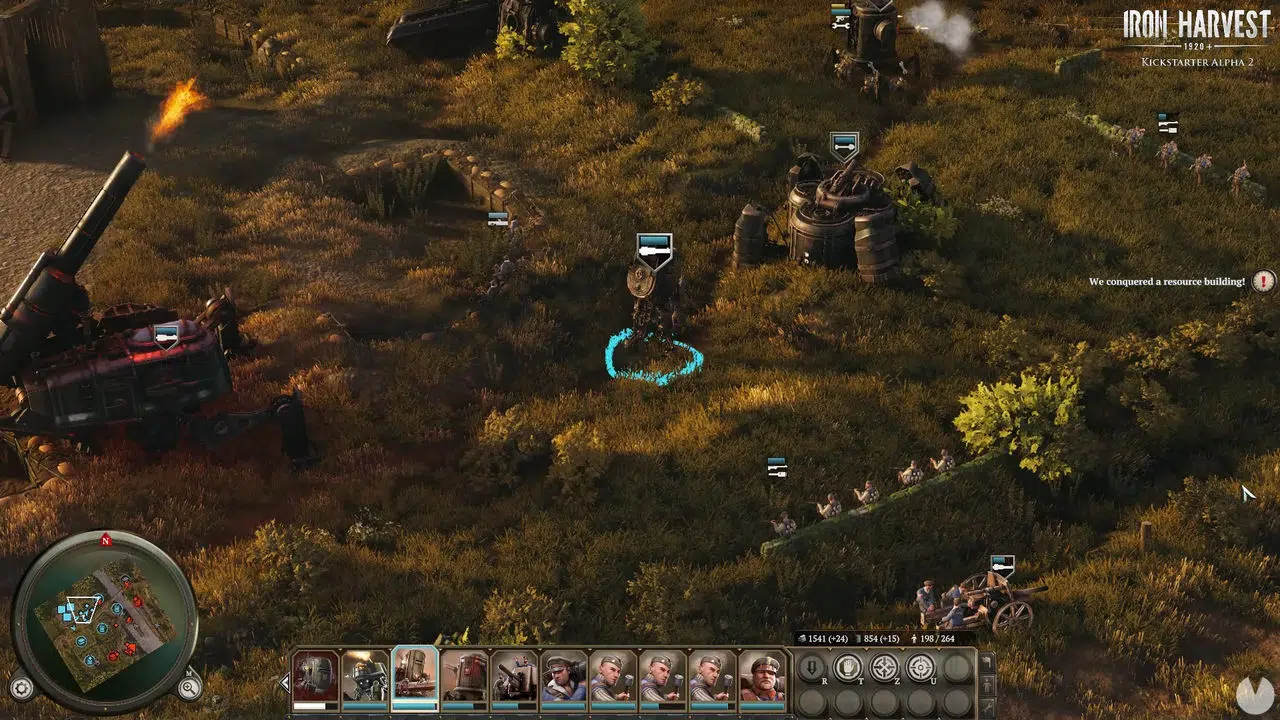 IRON HARVEST
1920+
KICKSTARTER ALPHA 2
We conquered a resource building!
N
M
1541 (+24) 854 (+15) 198 / 264
R T Z U